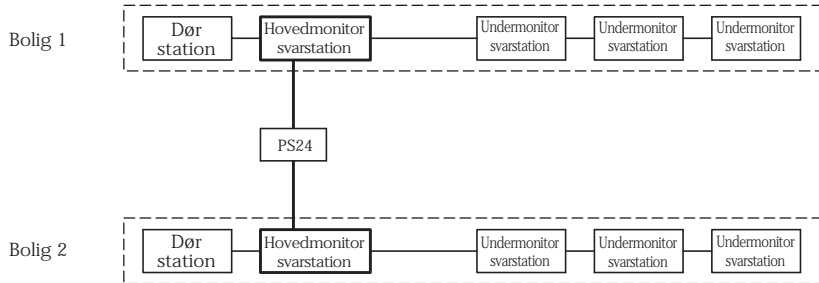 Bolig 1
Dør
station
Hovedmonitor
svarstation
Undermonitor
svarstation
Undermonitor
svarstation
Undermonitor
svarstation
PS24
Bolig 2
Dør
station
Hovedmonitor
svarstation
Undermonitor
svarstation
Undermonitor
svarstation
Undermonitor
svarstation